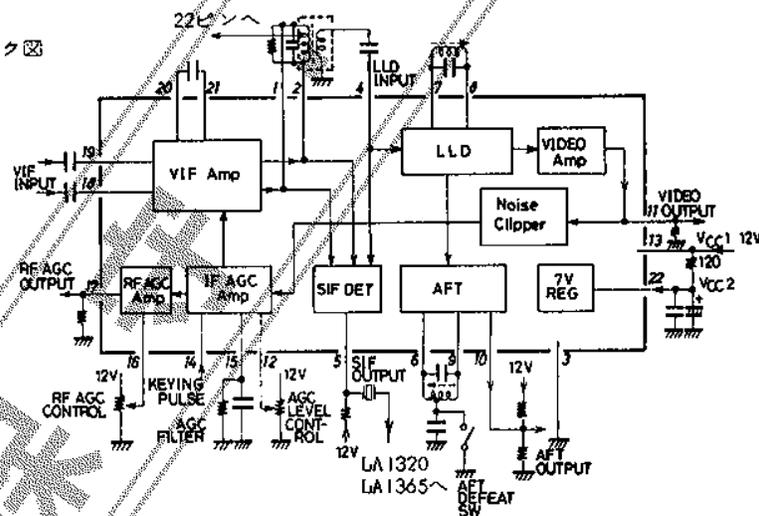 22ピンへ
ク図
LLD
INPUT
20
21
1
2
4
7
8
19
VIF
INPUT
18
VIF Amp
LLD
VIDEO
Amp
Noise
Clipper
11
VIDEO
OUTPUT
13
VCC1 12V
120
22
VCC2
RF AGC
OUTPUT
17
RF AGC
Amp
IF AGC
Amp
SIF DET
AFT
7V
REG
16
14
15
12
5
6
9
10
3
12V
RF AGC
CONTROL
KEYING
PULSE
AGC
FILTER
12V
AGC
LEVEL
CONT-
ROL
SIF
OUTPUT
12V
LA1320
LA1365へ
AFT
DEFEAT
SW
12V
AFT
OUTPUT